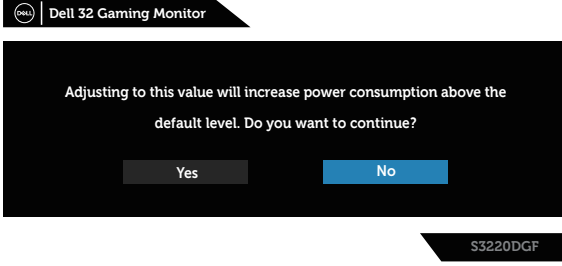 DELL Dell 32 Gaming Monitor
Adjusting to this value will increase power consumption above the
default level. Do you want to continue?
Yes No
S3220DGF